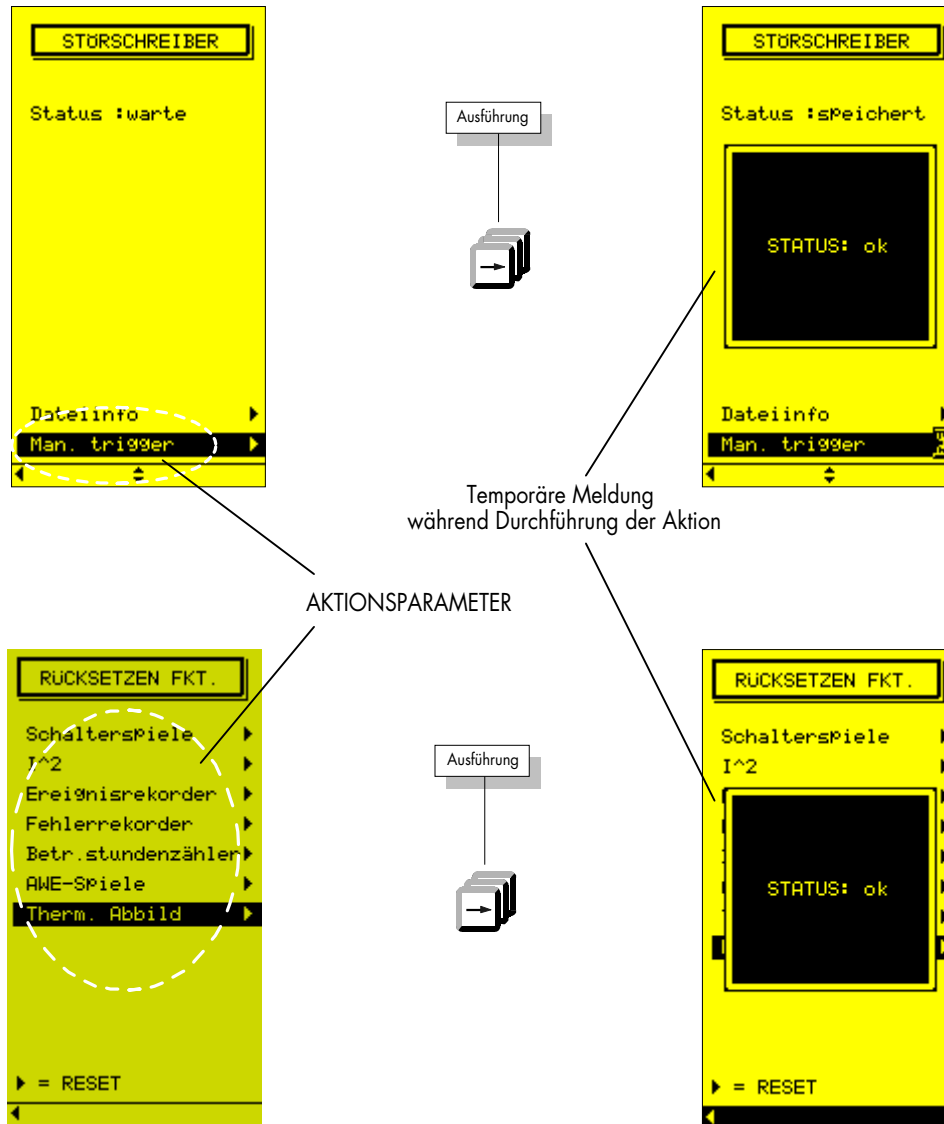 STÖRSCHREIBER
Status :warte
Dateiinfo
Man. trigger
Ausführung
STÖRSCHREIBER
Status :speichert
STATUS: ok
Dateiinfo
Man. trigger
Temporäre Meldung
während Durchführung der Aktion
AKTIONSPARAMETER
RÜCKSETZEN FKT.
Schalterspiele
I^2
Ereignisrekorder
Fehlerrekorder
Betr.stundenzähler
AWE-Spiele
Therm. Abbild
= RESET
Ausführung
RÜCKSETZEN FKT.
Schalterspiele
I^2
STATUS: ok
= RESET